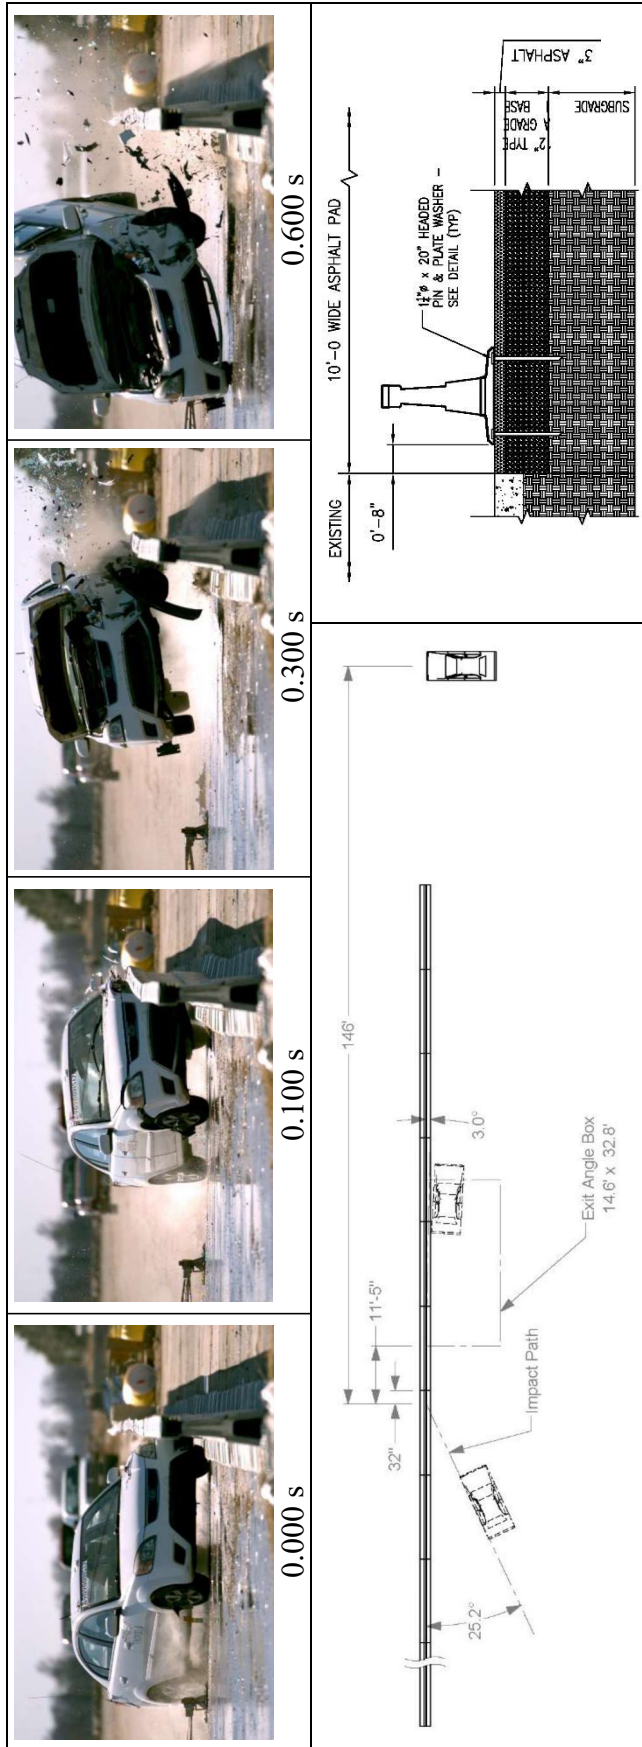 0.000 s
0.100 s
0.300 s
0.600 s
146'
11'-5"
32"
3.0°
25.2°
Impact Path
Exit Angle Box
14.6' x 32.8'
10'-0 WIDE ASPHALT PAD
EXISTING
0'-8"
1½"ø x 20" HEADED
PIN & PLATE WASHER –
SEE DETAIL (TYP)
3" ASPHALT
12" TYPE
A GRADE
1 BASE
SUBGRADE